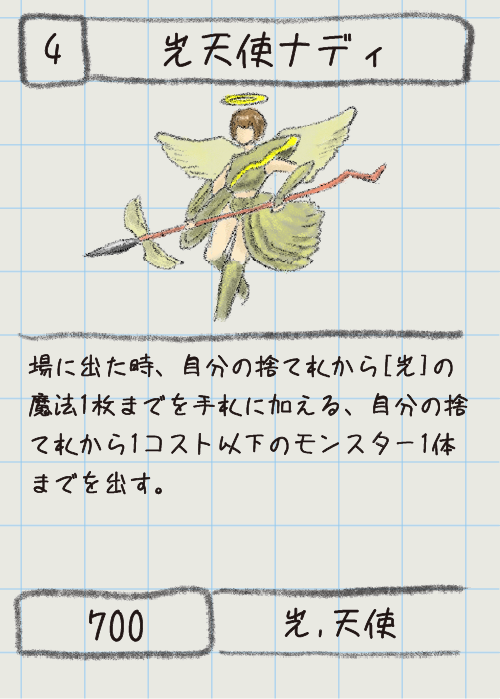 4
光天使ナディ
場に出た時、自分の捨て札から[光]の
魔法1枚までを手札に加える、自分の捨
て札から1コスト以下のモンスター1体
までを出す。
700
光,天使